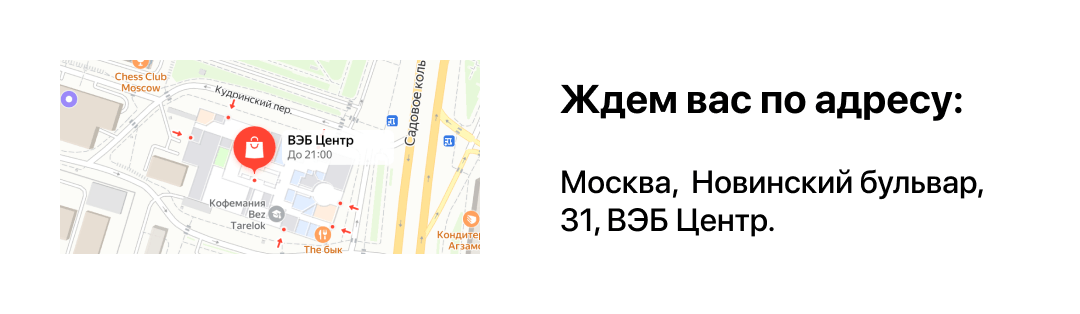 Chess Club
Moscow
Кудринский пер.
Садовое коль
ВЭБ Центр
До 21:00
Кофемания
Bez
Tarelok
The бык
Кондитер
Агзамо
Ждем вас по адресу:
Москва, Новинский бульвар,
31, ВЭБ Центр.